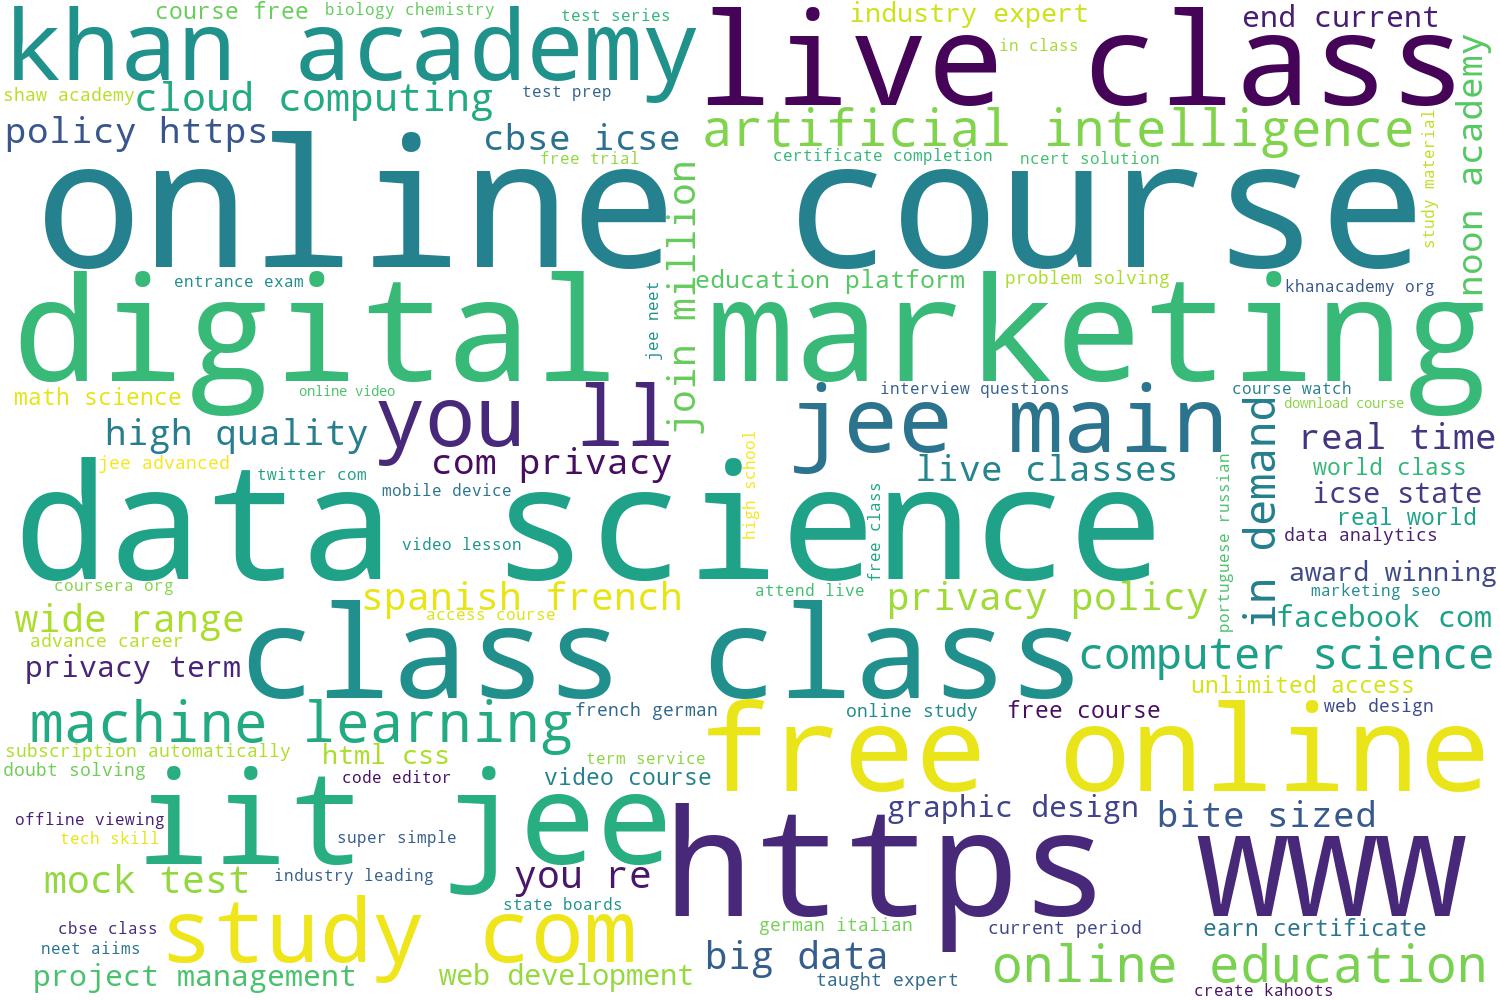 course free
biology chemistry
test series
khan academy
live class
industry expert
end current
in class
shaw academy
cloud computing
test prep
policy https
cbse icse
artificial intelligence
noon academy
free trial
certificate completion
ncert solution
study material
online course
join million
entrance exam
education platform
problem solving
khanacademy org
digital marketing
jee neet
math science
online video
you ll
jee main
interview questions
course watch
download course
high quality
com privacy
in demand
real time
jee advanced
twitter com
mobile device
high school
live classes
portuguese russian
world class
icse state
data science
free class
real world
video lesson
data analytics
coursera org
spanish french
attend live
privacy policy
award winning
marketing seo
wide range
access course
facebook com
advance career
class class
computer science
privacy term
unlimited access
machine learning
french german
online study
free course
web design
free online
subscription automatically
html css
term service
doubt solving
code editor
video course
iit jee
https www
graphic design
bite sized
offline viewing
tech skill
super simple
mock test
industry leading
you re
state boards
study com
cbse class
german italian
current period
earn certificate
neet aiims
big data
online education
project management
web development
taught expert
create kahoots